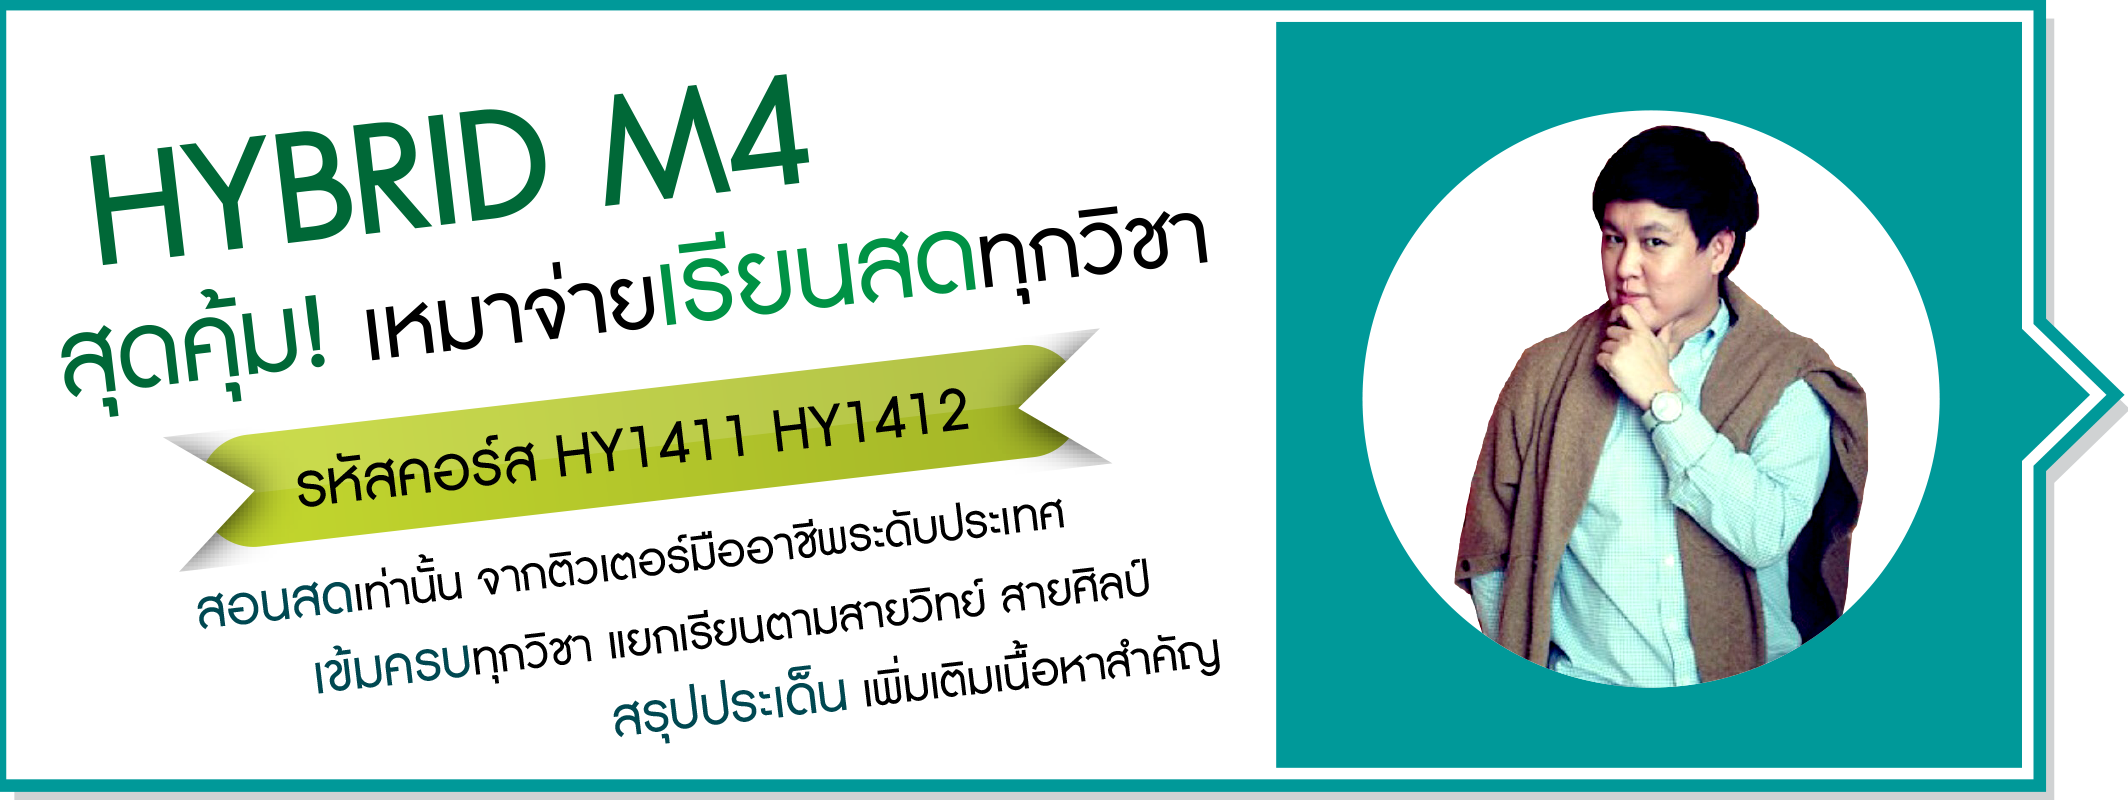 HYBRID M4
สุดคุ้ม! เหมาจ่ายเรียนสดทุกวิชา
รหัสคอร์ส HY1411 HY1412
สอนสดเท่านั้น จากติวเตอร์มืออาชีพระดับประเทศ
เข้มครบทุกวิชา แยกเรียนตามสายวิทย์ สายศิลป์
สรุปประเด็น เพิ่มเติมเนื้อหาสำคัญ